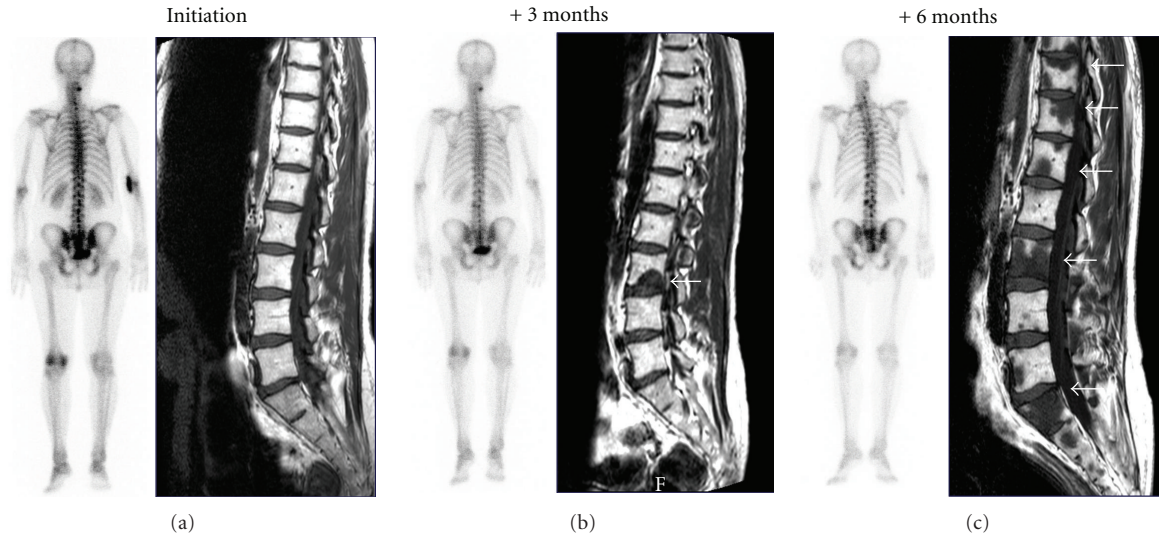 Initiation
+ 3 months
+ 6 months
F
(a)
(b)
(c)